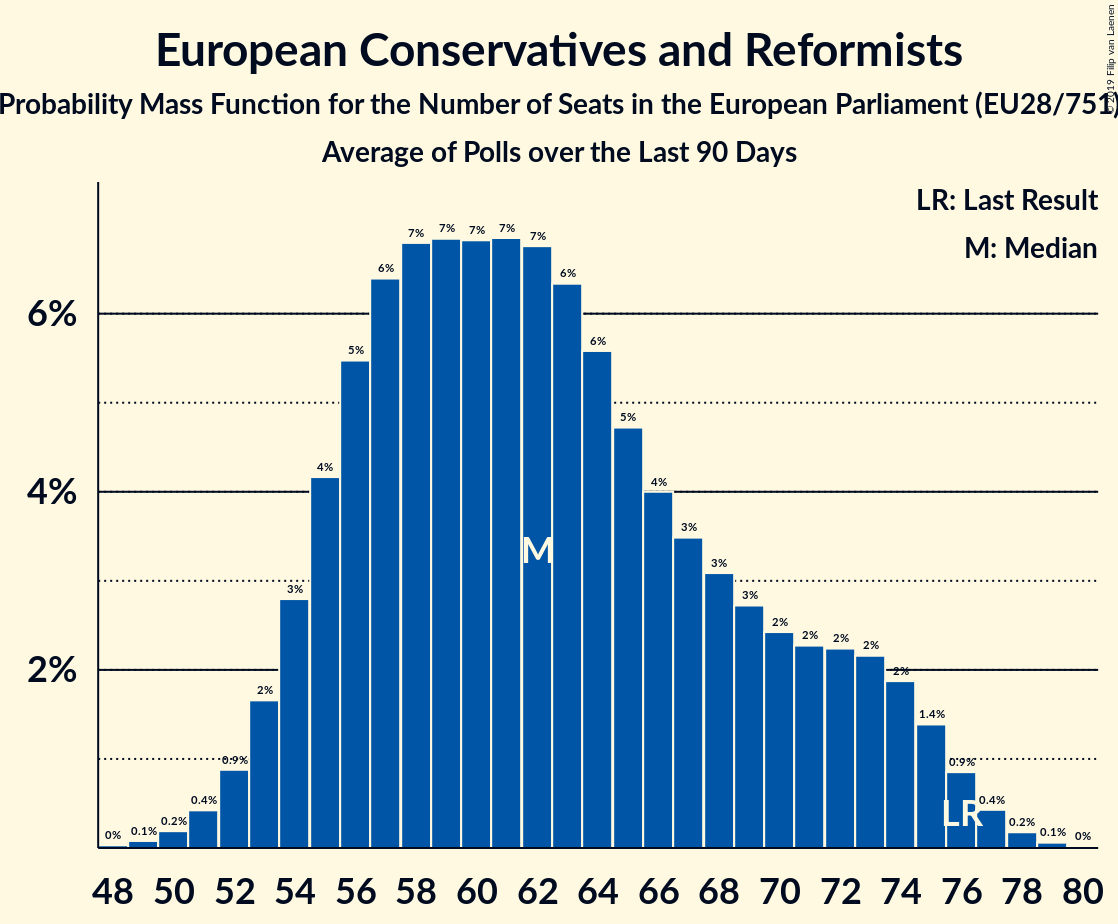 European Conservatives and Reformists
Probability Mass Function for the Number of Seats in the European Parliament (EU28/751)
Average of Polls over the Last 90 Days
© 2019 Filip van Laenen
LR: Last Result
M: Median
6%
4%
2%
0% 0.1% 0.2% 0.4% 0.9% 2% 3% 4% 5% 6% 7% 7% 7% 7% 7% 6% 6% 5% 4% 3% 3% 3% 2% 2% 2% 2% 2% 1.4% 0.9% 0.4% 0.2% 0.1% 0%
M
LR
48 50 52 54 56 58 60 62 64 66 68 70 72 74 76 78 80